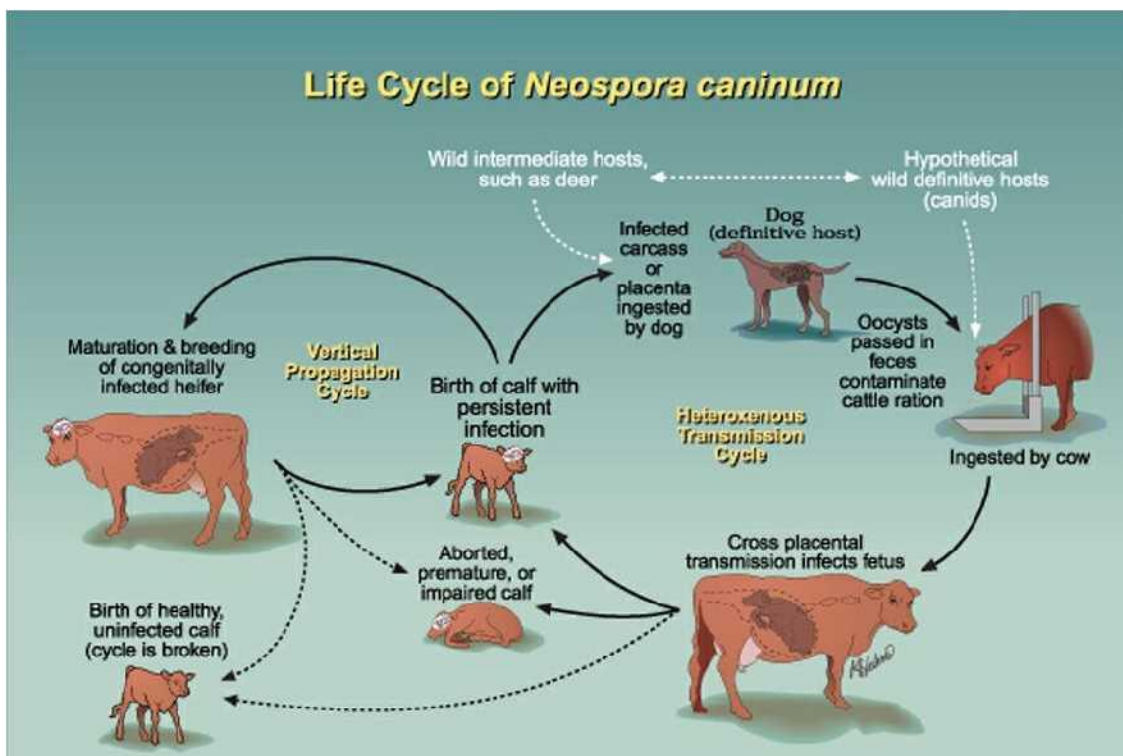 Life Cycle of Neospora caninum
Wild intermediate hosts,
such as deer
Hypothetical
wild definitive hosts
(canids)
Dog
(definitive host)
Infected
carcass
or
placenta
ingested
by dog
Oocysts
passed in
feces
contaminate
cattle ration
Maturation & breeding
of congenitally
infected heifer
Vertical
Propagation
Cycle
Birth of calf with
persistent
infection
Heteroxenous
Transmission
Cycle
Ingested by cow
Aborted,
premature, or
impaired calf
Cross placental
transmission infects fetus
Birth of healthy,
uninfected calf
(cycle is broken)